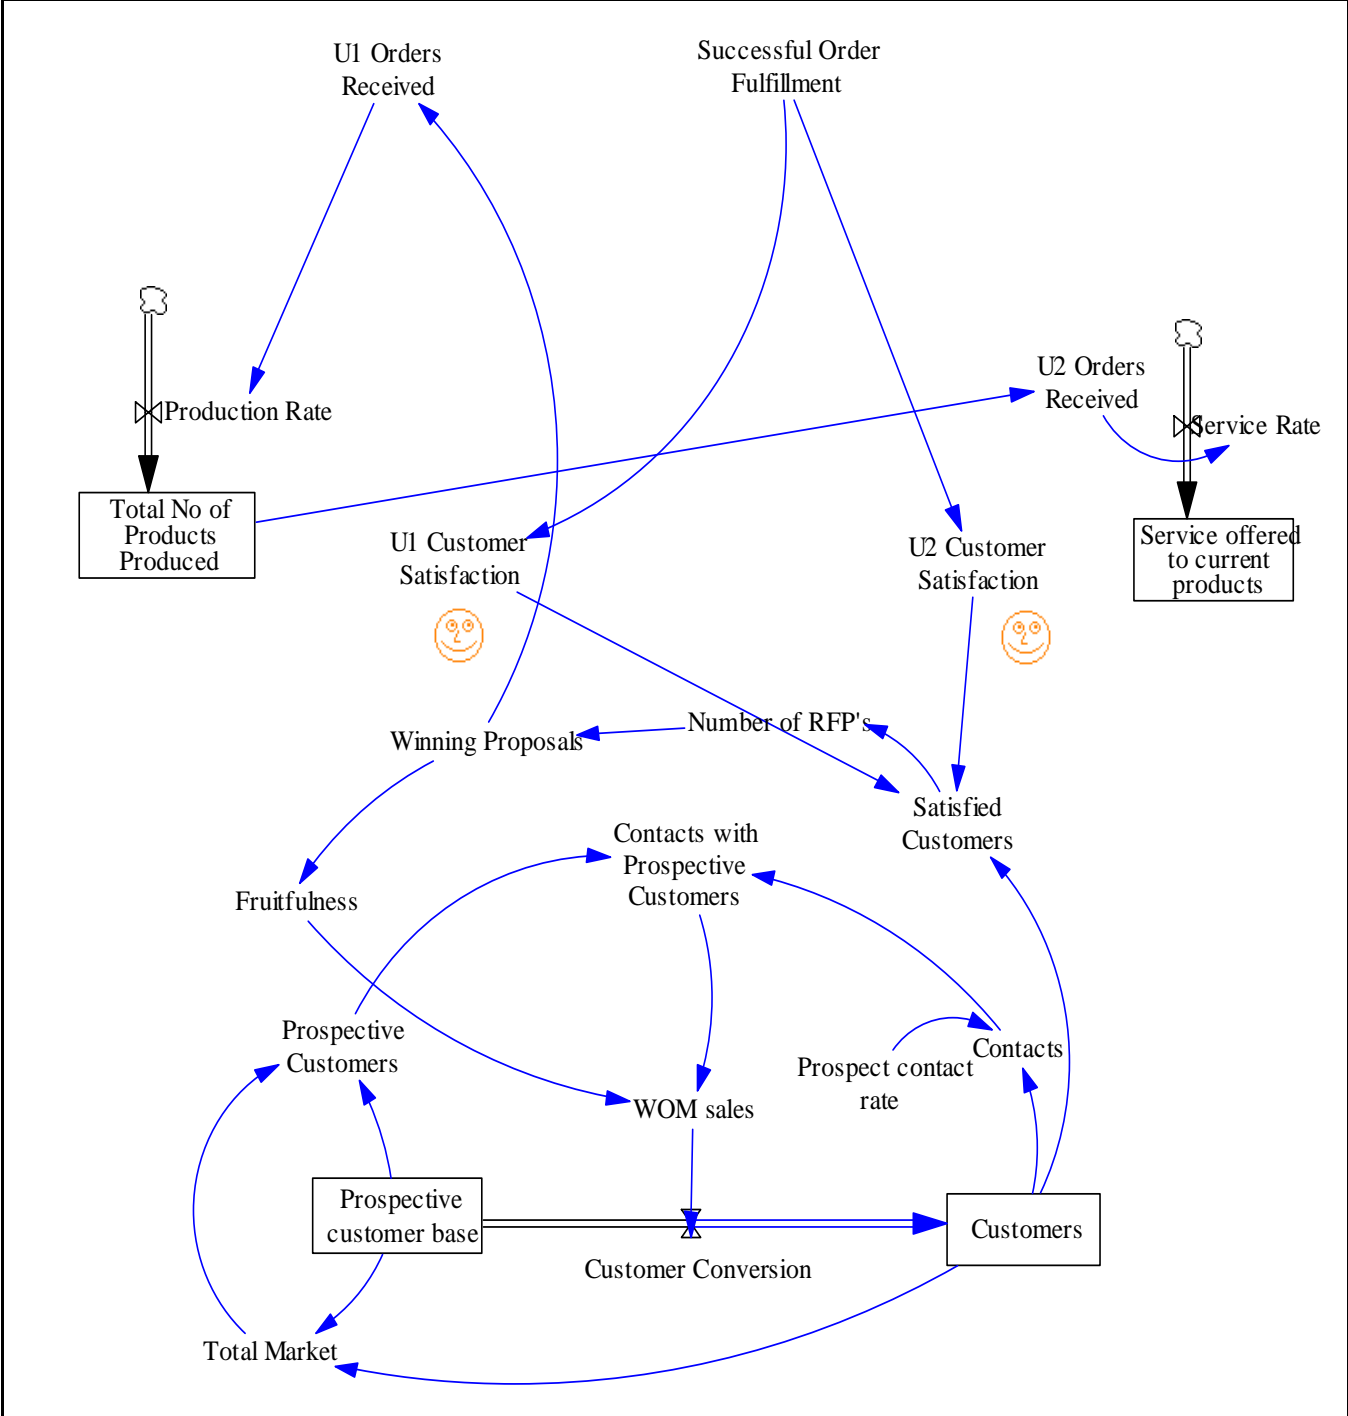 U1 Orders
Received
Successful Order
Fulfillment
U2 Orders
Received
Production Rate
Service Rate
Total No of
Products
Produced
Service offered
to current
products
U1 Customer
Satisfaction
U2 Customer
Satisfaction
Number of RFP's
Winning Proposals
Satisfied
Customers
Contacts with
Prospective
Customers
Fruitfulness
Prospective
Customers
Contacts
Prospect contact
rate
WOM sales
Prospective
customer base
Customers
Customer Conversion
Total Market